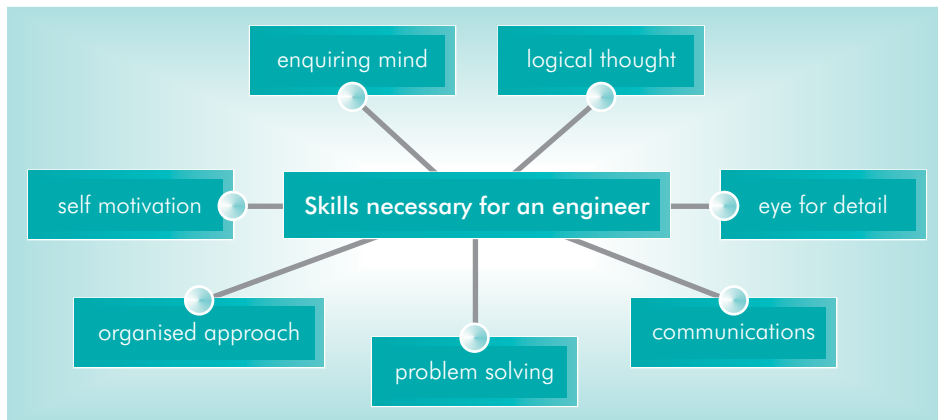 enquiring mind
logical thought
self motivation
Skills necessary for an engineer
eye for detail
organised approach
communications
problem solving